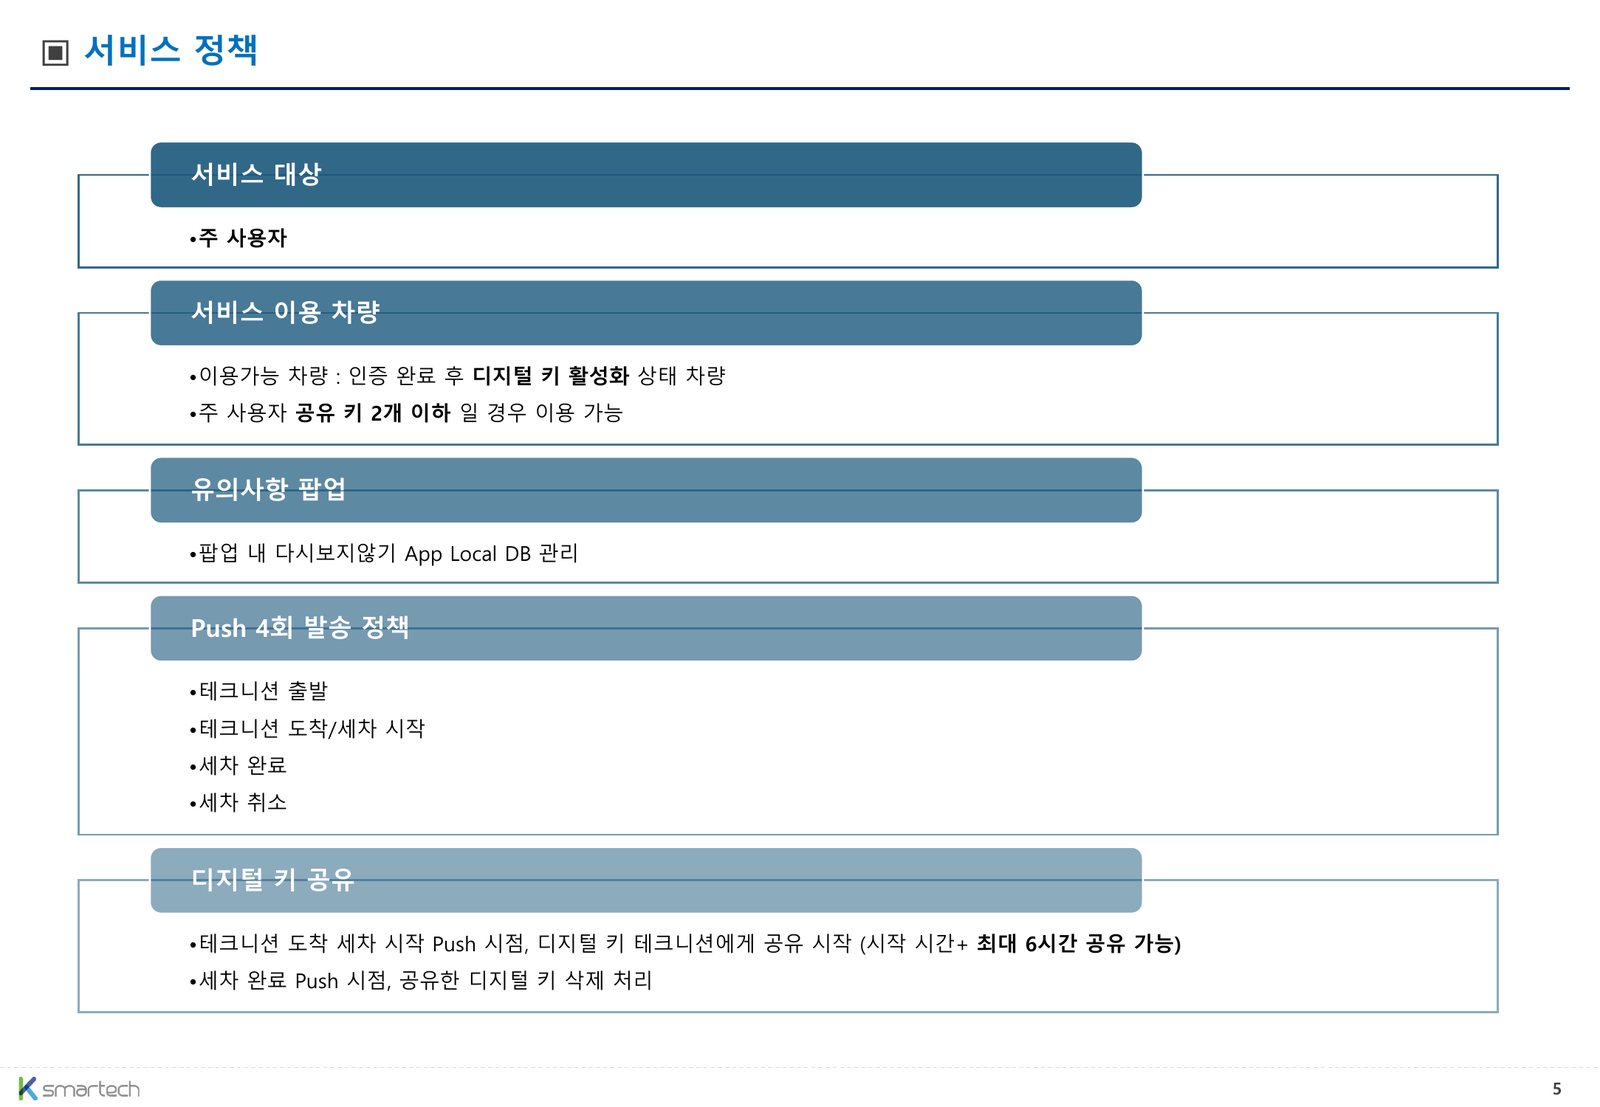 ▣ 서비스 정책
서비스 대상
•주 사용자
서비스 이용 차량
•이용가능 차량 : 인증 완료 후 디지털 키 활성화 상태 차량
•주 사용자 공유 키 2개 이하 일 경우 이용 가능
유의사항 팝업
•팝업 내 다시보지않기 App Local DB 관리
Push 4회 발송 정책
•테크니션 출발
•테크니션 도착/세차 시작
•세차 완료
•세차 취소
디지털 키 공유
•테크니션 도착 세차 시작 Push 시점, 디지털 키 테크니션에게 공유 시작 (시작 시간+ 최대 6시간 공유 가능)
•세차 완료 Push 시점, 공유한 디지털 키 삭제 처리
K smartech
5